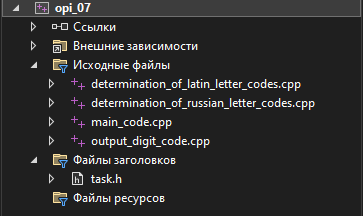 opi_07
Ссылки
Внешние зависимости
Исходные файлы
determination_of_latin_letter_codes.cpp
determination_of_russian_letter_codes.cpp
main_code.cpp
output_digit_code.cpp
Файлы заголовков
task.h
Файлы ресурсов